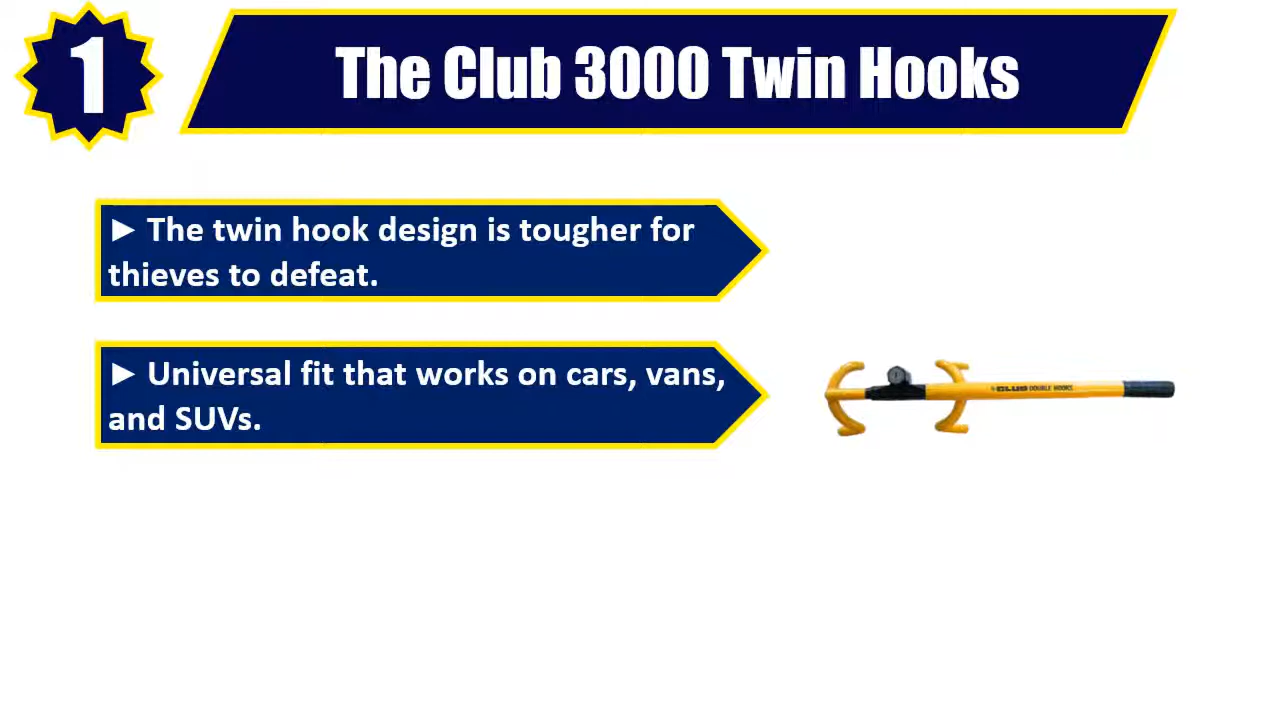 1
The Club 3000 Twin Hooks
► The twin hook design is tougher for
thieves to defeat.
► Universal fit that works on cars, vans,
and SUVs.
CLUB DOUBLE HOOKS